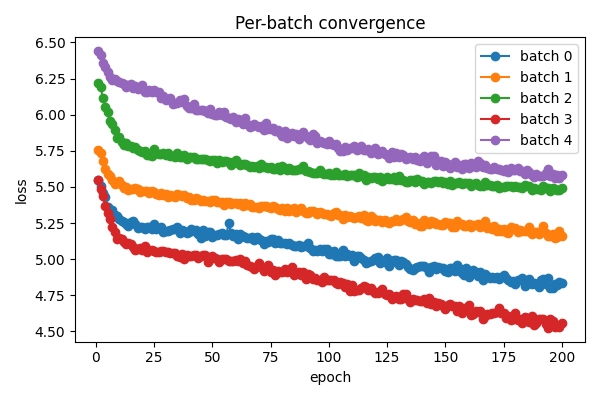 Per-batch convergence
6.50
6.25
6.00
5.75
5.50
5.25
5.00
4.75
4.50
loss
batch 0
batch 1
batch 2
batch 3
batch 4
0
25
50
75
100
125
150
175
200
epoch